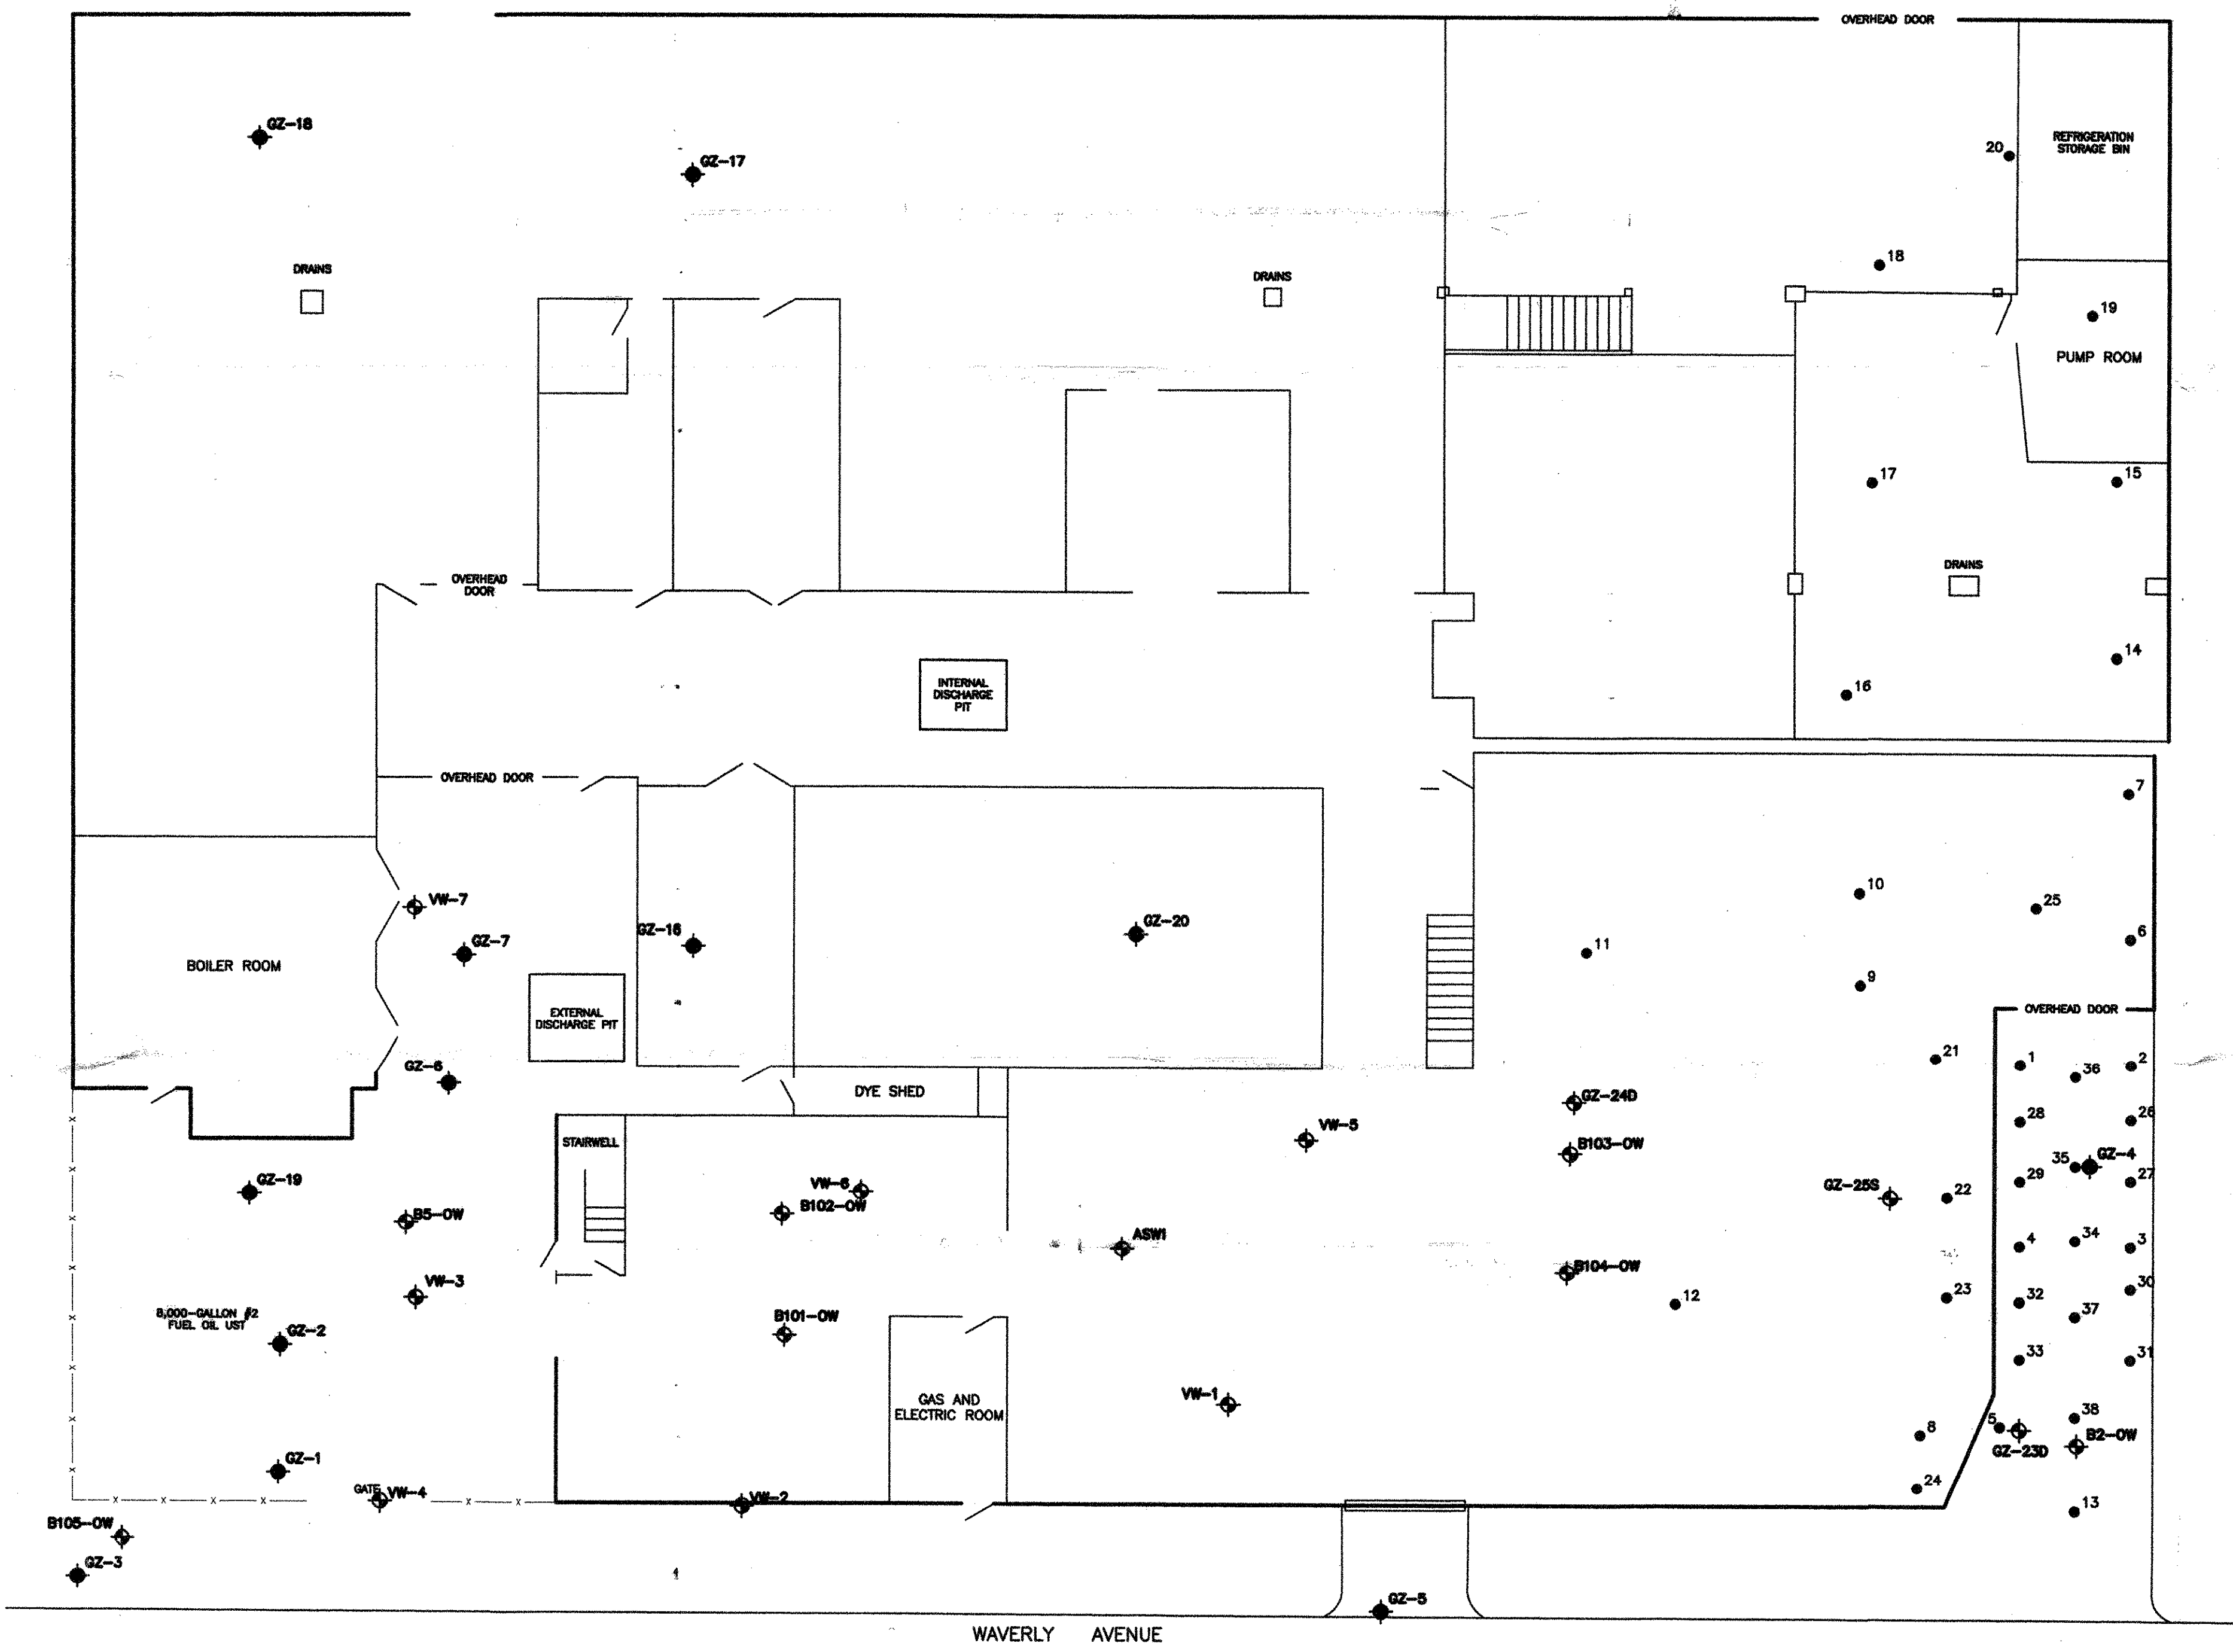 OVERHEAD DOOR
GZ-18
GZ-17
20
REFRIGERATION
STORAGE BIN
18
DRAINS
DRAINS
19
PUMP ROOM
17
15
DRAINS
OVERHEAD
DOOR
14
INTERNAL
DISCHARGE
PIT
16
OVERHEAD DOOR
7
10
25
VW-7
GZ-7
GZ-16
GZ-20
11
6
BOILER ROOM
9
EXTERNAL
DISCHARGE PIT
OVERHEAD DOOR
21
1
2
36
GZ-6
DYE SHED
GZ-24D
28
26
VW-5
STAIRWELL
B103-OW
35
GZ-4
GZ-19
VW-6
B102-OW
GZ-25S
22
29
27
B5-OW
ASW1
4
34
3
VW-3
B104-OW
12
23
32
30
8,000-GALLON #2
FUEL OIL UST
GZ-2
B101-OW
37
33
31
VW-1
GAS AND
ELECTRIC ROOM
38
8
5
GZ-23D
B2-OW
GZ-1
24
GATE
VW-4
VW-2
13
B105-OW
GZ-3
GZ-5
WAVERLY AVENUE